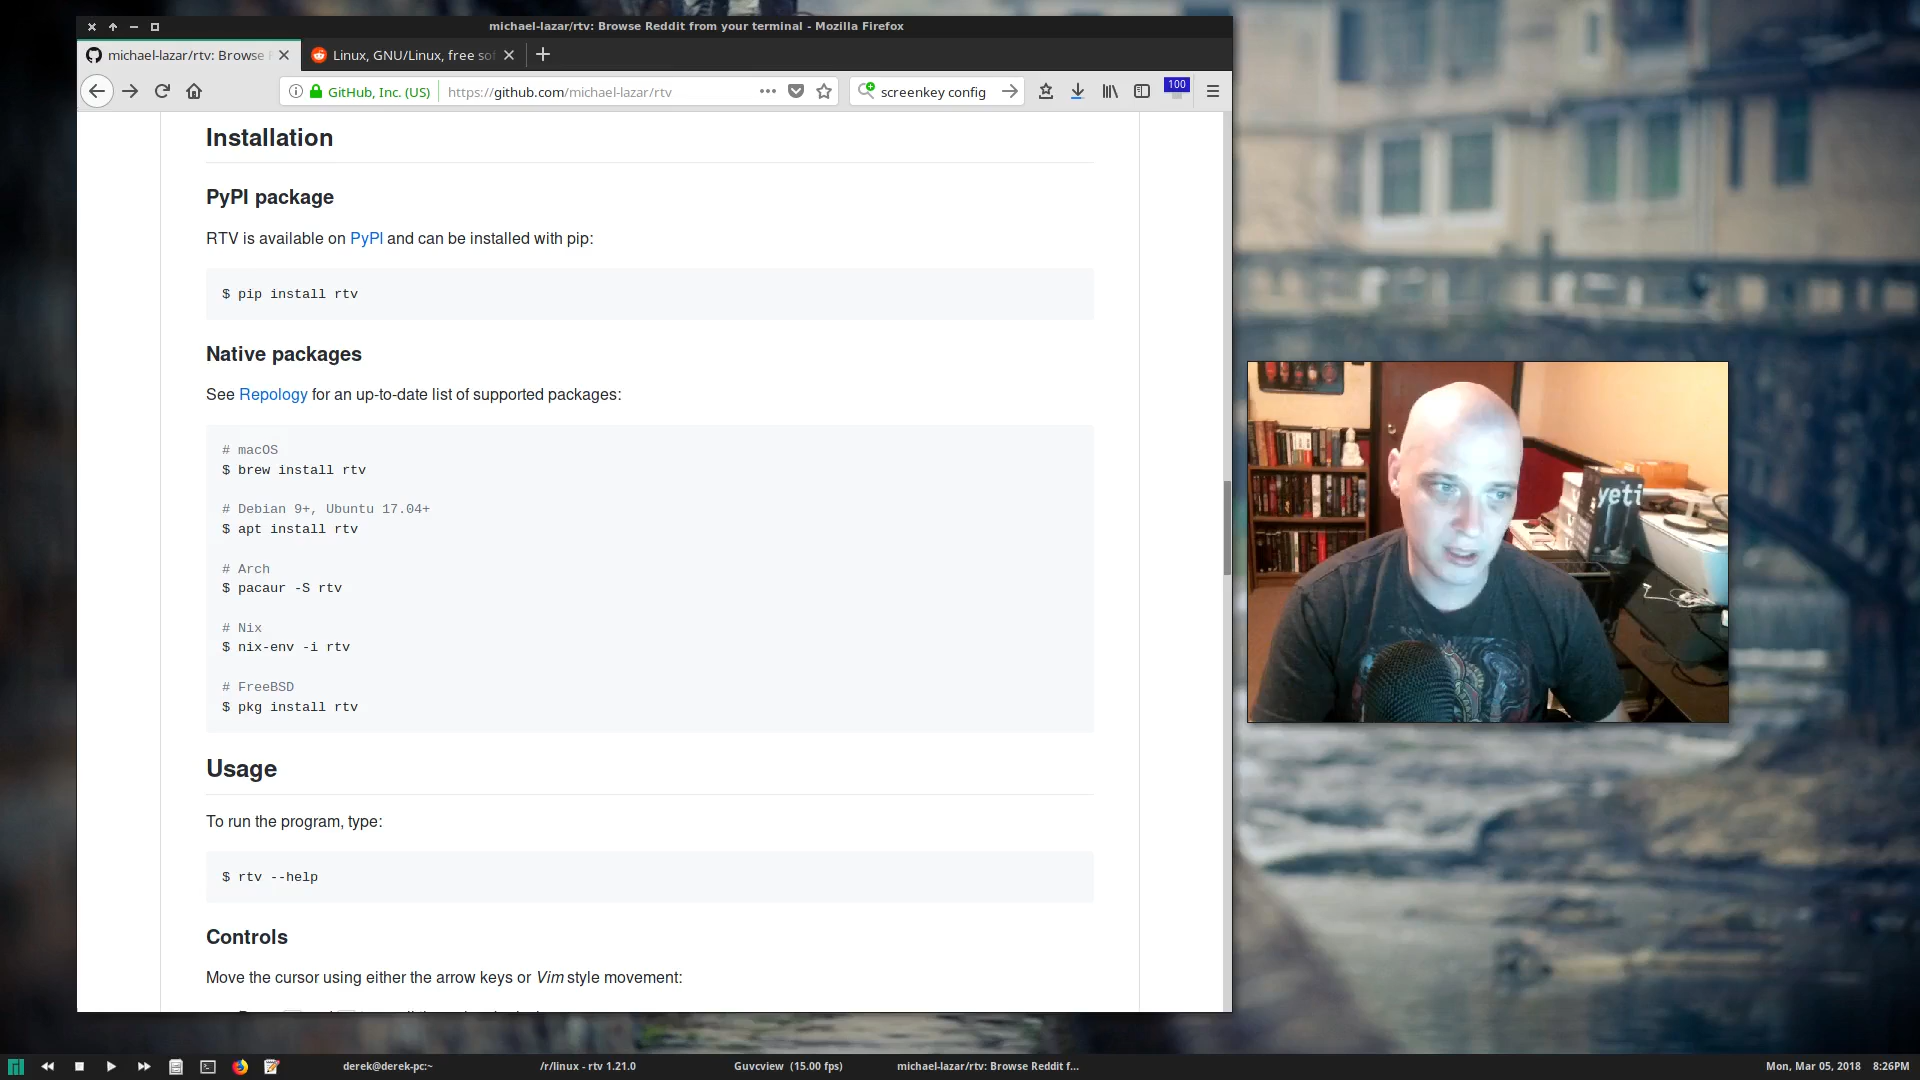 michael-lazar/rtv: Browse Reddit from your terminal - Mozilla Firefox
michael-lazar/rtv: Browse
Linux, GNU/Linux, free sof
GitHub, Inc. (US)
https://github.com/michael-lazar/rtv
screenkey config
100
Installation
PyPI package
RTV is available on PyPI and can be installed with pip:
$ pip install rtv
Native packages
See Repology for an up-to-date list of supported packages:
# macOS
$ brew install rtv
# Debian 9+, Ubuntu 17.04+
$ apt install rtv
# Arch
$ pacaur -S rtv
# Nix
$ nix-env -i rtv
# FreeBSD
$ pkg install rtv
Usage
To run the program, type:
$ rtv --help
Controls
Move the cursor using either the arrow keys or Vim style movement:
yeti
derek@derek-pc:~
/r/linux - rtv 1.21.0
Guvcview (15.00 fps)
michael-lazar/rtv: Browse Reddit f...
Mon, Mar 05, 2018
8:26PM